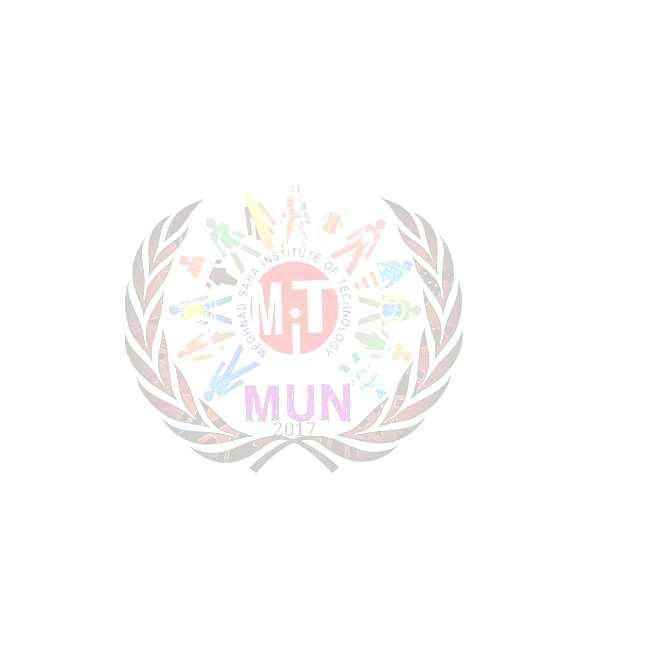 MEGHNAD SAHA INSTITUTE OF TECHNOLOGY
MiT
MUN
2017